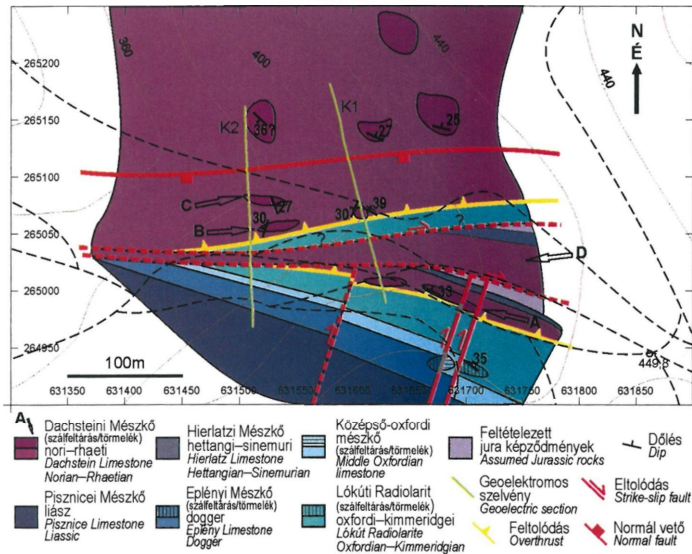 360
400
440
440
N
É
265200
265150
265100
265050
265000
264950
K2
K1
36?
27
25
C
27
30
39
B
30
?
?
D
33
A
35
449.8
100m
631350
631400
631450
631500
631550
631600
631650
631700
631750
631800
631850
A
Dachsteini Mészkő
(szálfeltárás/törmelék)
nori–rhaeti
Dachstein Limestone
Norian–Rhaetian
Hierlatzi Mészkő
hettangi–sinemuri
Hierlatz Limestone
Hettangian–Sinemurian
Középső-oxfordi
mészkő
(szálfeltárás/törmelék)
Middle Oxfordian
limestone
Feltételezett
jura képződmények
Assumed Jurassic rocks
Dőlés
Dip
Pisznicei Mészkő
liász
Pisznice Limestone
Liassic
Eplényi Mészkő
(szálfeltárás/törmelék)
dogger
Eplény Limestone
Dogger
Lókúti Radiolarit
(szálfeltárás/törmelék)
oxfordi–kimmeridgei
Lókút Radiolarite
Oxfordian–Kimmeridgian
Geoelektromos
szelvény
Geoelectric section
Eltolódás
Strike-slip fault
Feltolódás
Overthrust
Normál vető
Normal fault